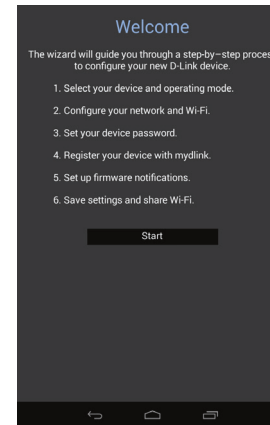 Welcome
The wizard will guide you through a step-by-step proces
to configure your new D-Link device.
1. Select your device and operating mode.
2. Configure your network and Wi-Fi.
3. Set your device password.
4. Register your device with mydlink.
5. Set up firmware notifications.
6. Save settings and share Wi-Fi.
Start